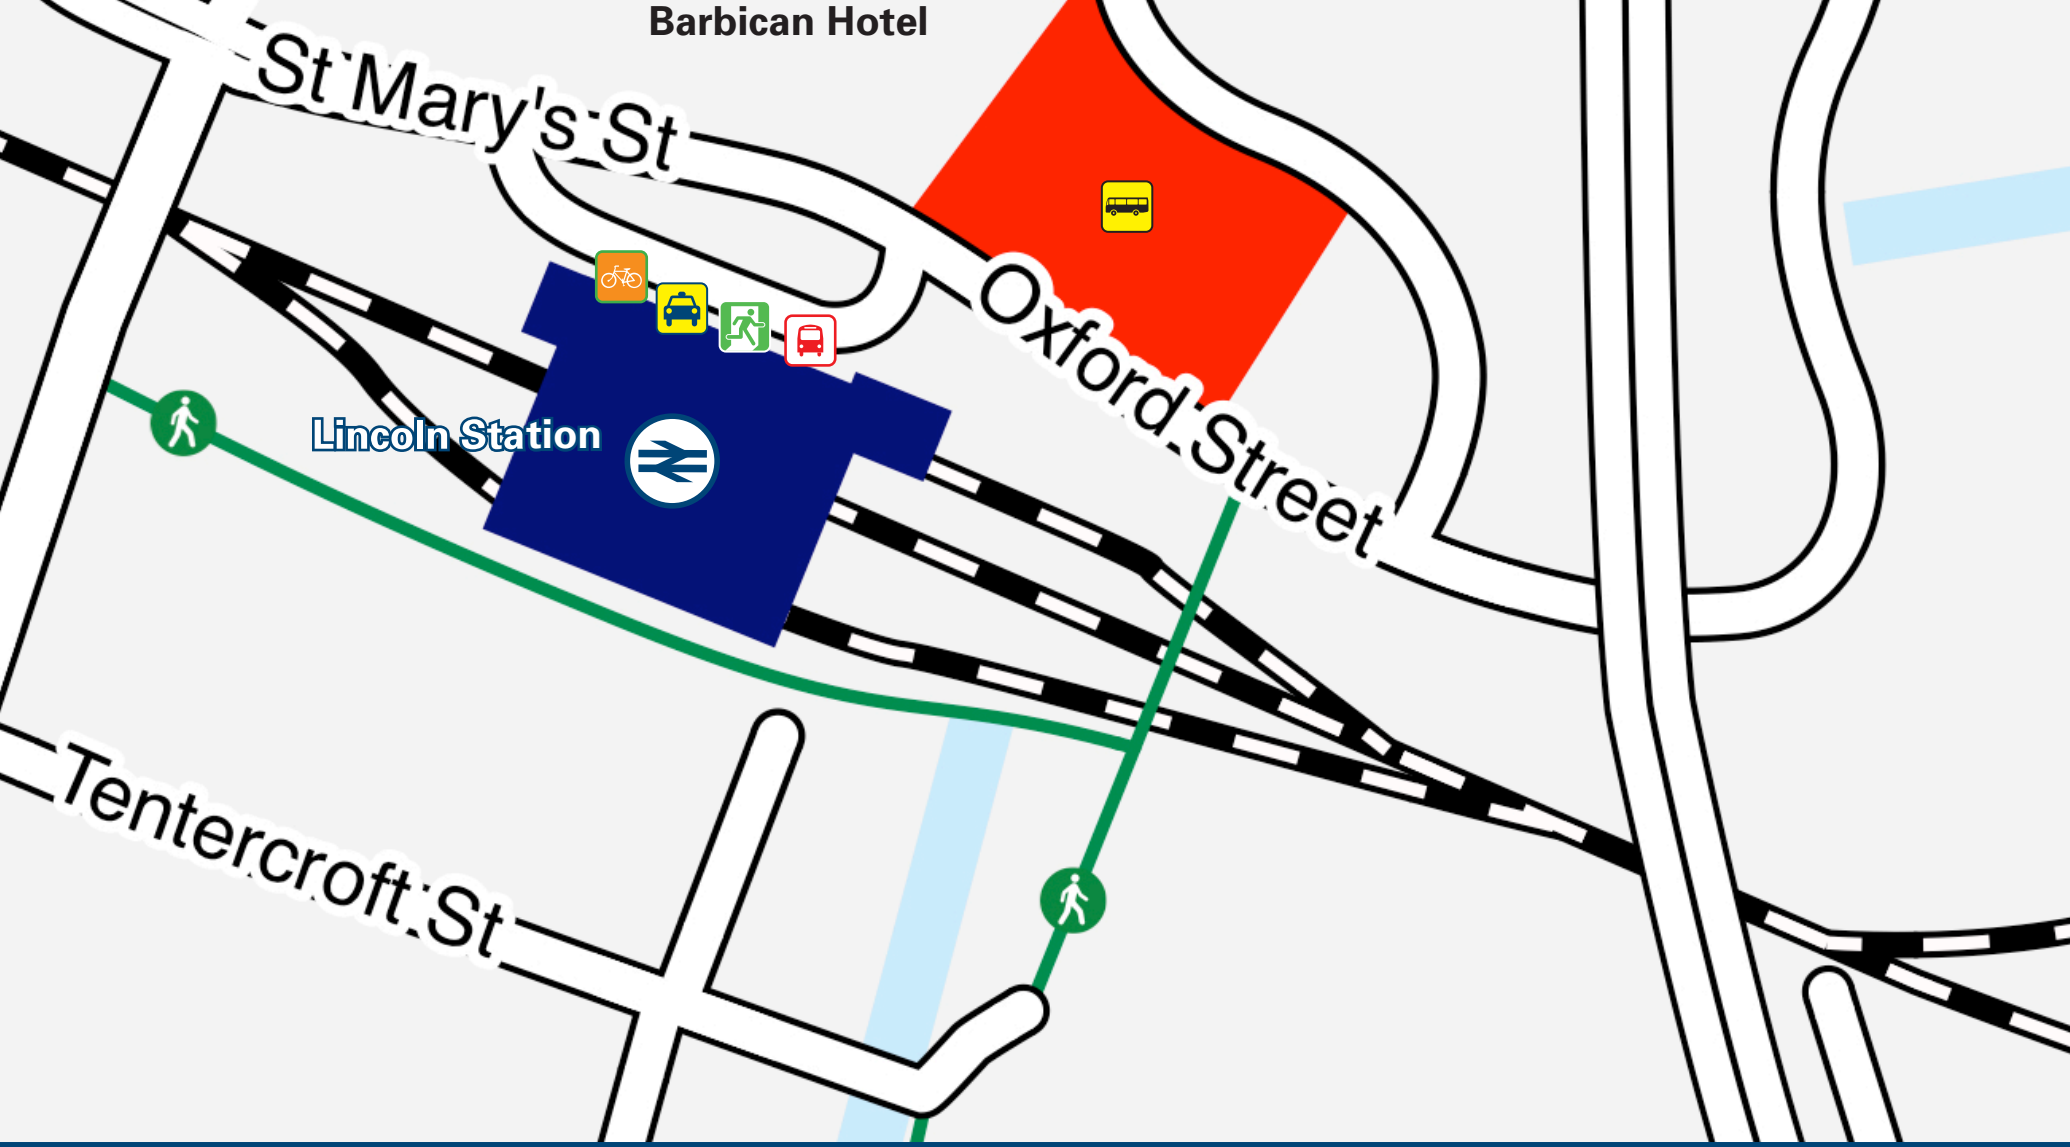 Barbican Hotel
St Mary's St
Oxford Street
Lincoln Station
Tentercroft St